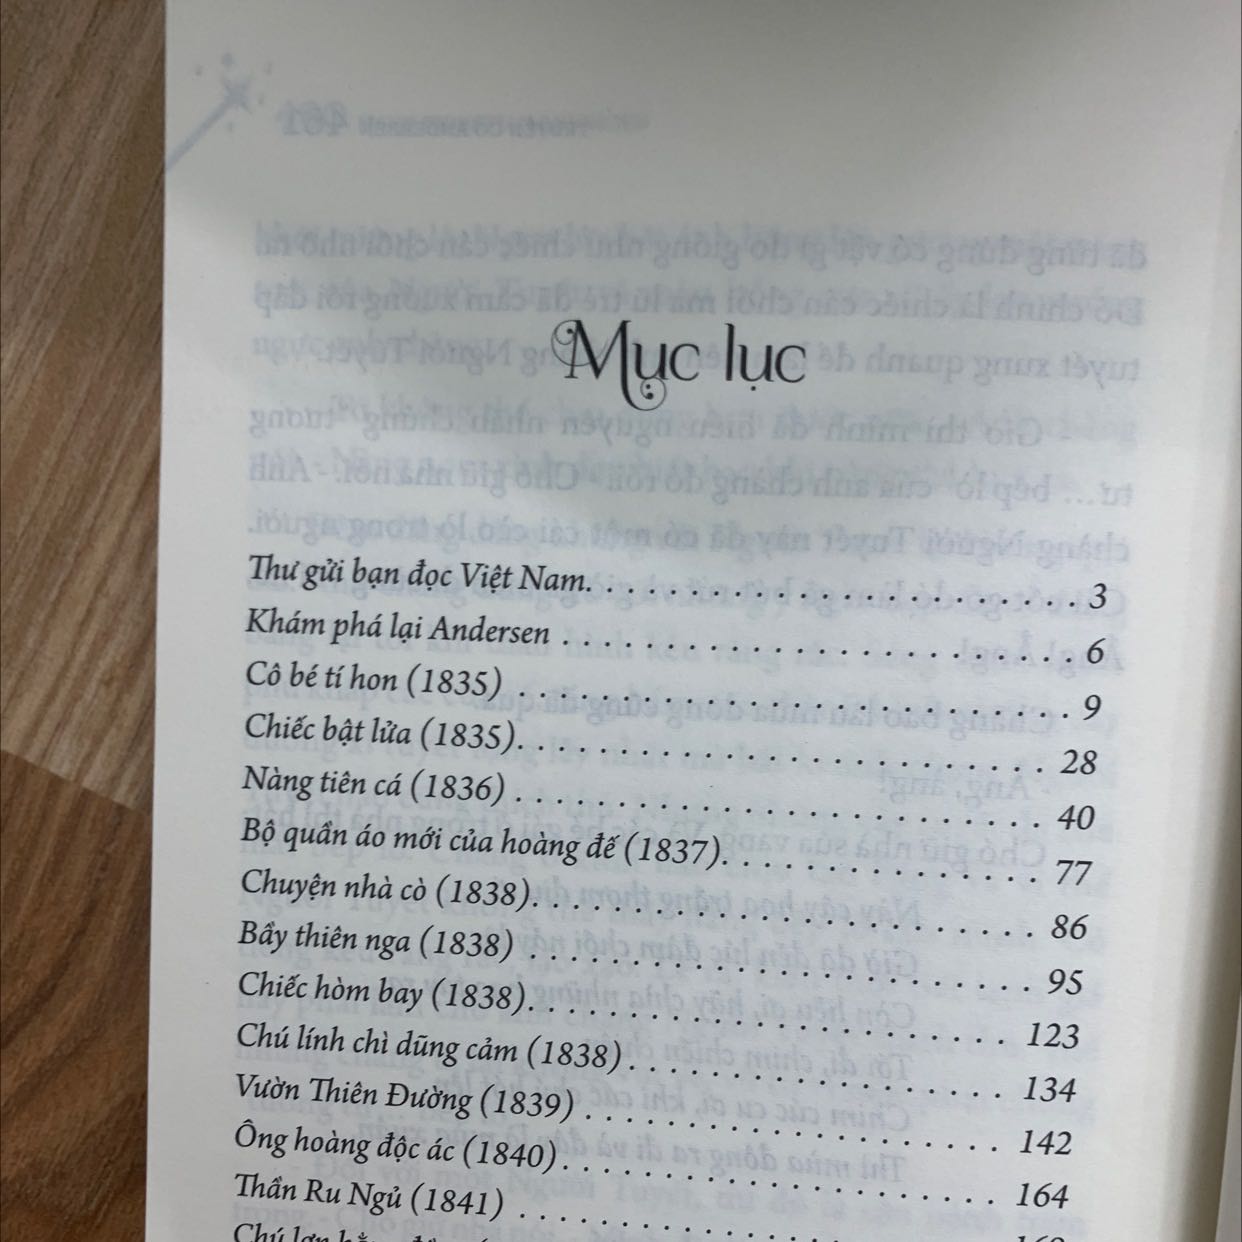 Mục lục
Thư gửi bạn đọc Việt Nam. . . . . . . . . . . . . . . . . . . . . . 3
Khám phá lại Andersen . . . . . . . . . . . . . . . . . . . . . . . 6
Cô bé tí hon (1835) . . . . . . . . . . . . . . . . . . . . . . . . . 9
Chiếc bật lửa (1835). . . . . . . . . . . . . . . . . . . . . . . . 28
Nàng tiên cá (1836) . . . . . . . . . . . . . . . . . . . . . . . . 40
Bộ quần áo mới của hoàng đế (1837). . . . . . . . . . . . . . . 77
Chuyện nhà cò (1838). . . . . . . . . . . . . . . . . . . . . . . 86
Bầy thiên nga (1838) . . . . . . . . . . . . . . . . . . . . . . . 95
Chiếc hòm bay (1838). . . . . . . . . . . . . . . . . . . . . . 123
Chú lính chì dũng cảm (1838). . . . . . . . . . . . . . . . . 134
Vườn Thiên Đường (1839) . . . . . . . . . . . . . . . . . . . 142
Ông hoàng độc ác (1840). . . . . . . . . . . . . . . . . . . . 164
Thần Ru Ngủ (1841) . . . . . . . . . . . . . . . . . . . . . .
Chú lợn